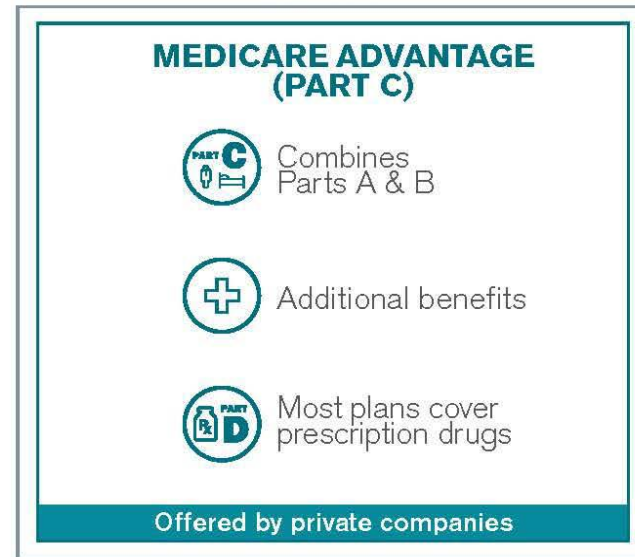 MEDICARE ADVANTAGE
(PART C)
PART C
Combines
Parts A & B
Additional benefits
Rx PART D
Most plans cover
prescription drugs
Offered by private companies